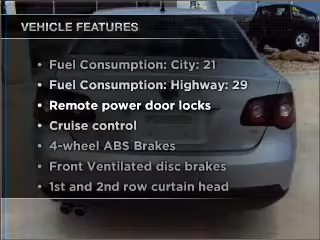 VEHICLE FEATURES
• Fuel Consumption: City: 21
• Fuel Consumption: Highway: 29
• Remote power door locks
• Cruise control
• 4-wheel ABS Brakes
• Front Ventilated disc brakes
• 1st and 2nd row curtain head